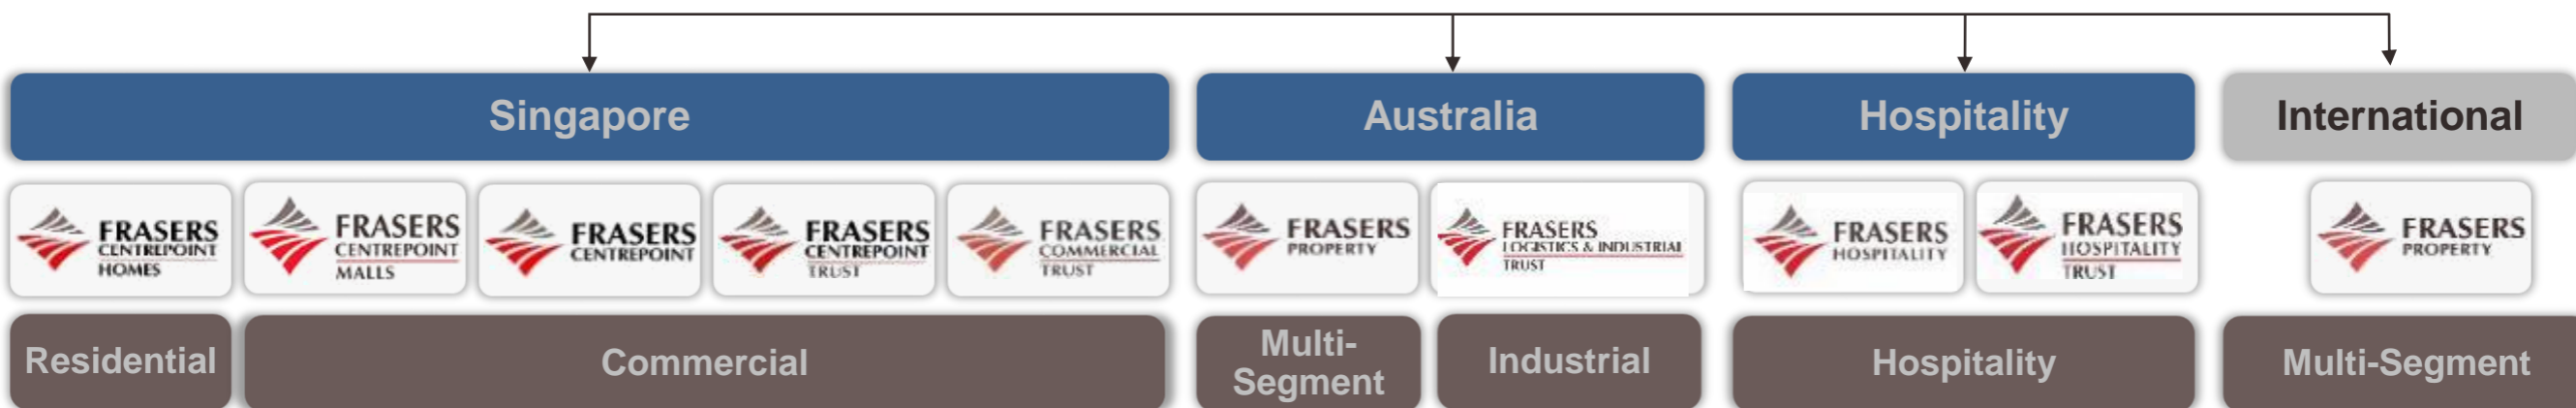 Singapore
Australia
Hospitality
International
FRASERS
CENTREPOINT
HOMES
FRASERS
CENTREPOINT
MALLS
FRASERS
CENTREPOINT
FRASERS
CENTREPOINT
TRUST
FRASERS
COMMERCIAL
TRUST
FRASERS
PROPERTY
FRASERS
LOGISTICS & INDUSTRIAL
TRUST
FRASERS
HOSPITALITY
FRASERS
HOSPITALITY
TRUST
FRASERS
PROPERTY
Residential
Commercial
Multi-
Segment
Industrial
Hospitality
Multi-Segment